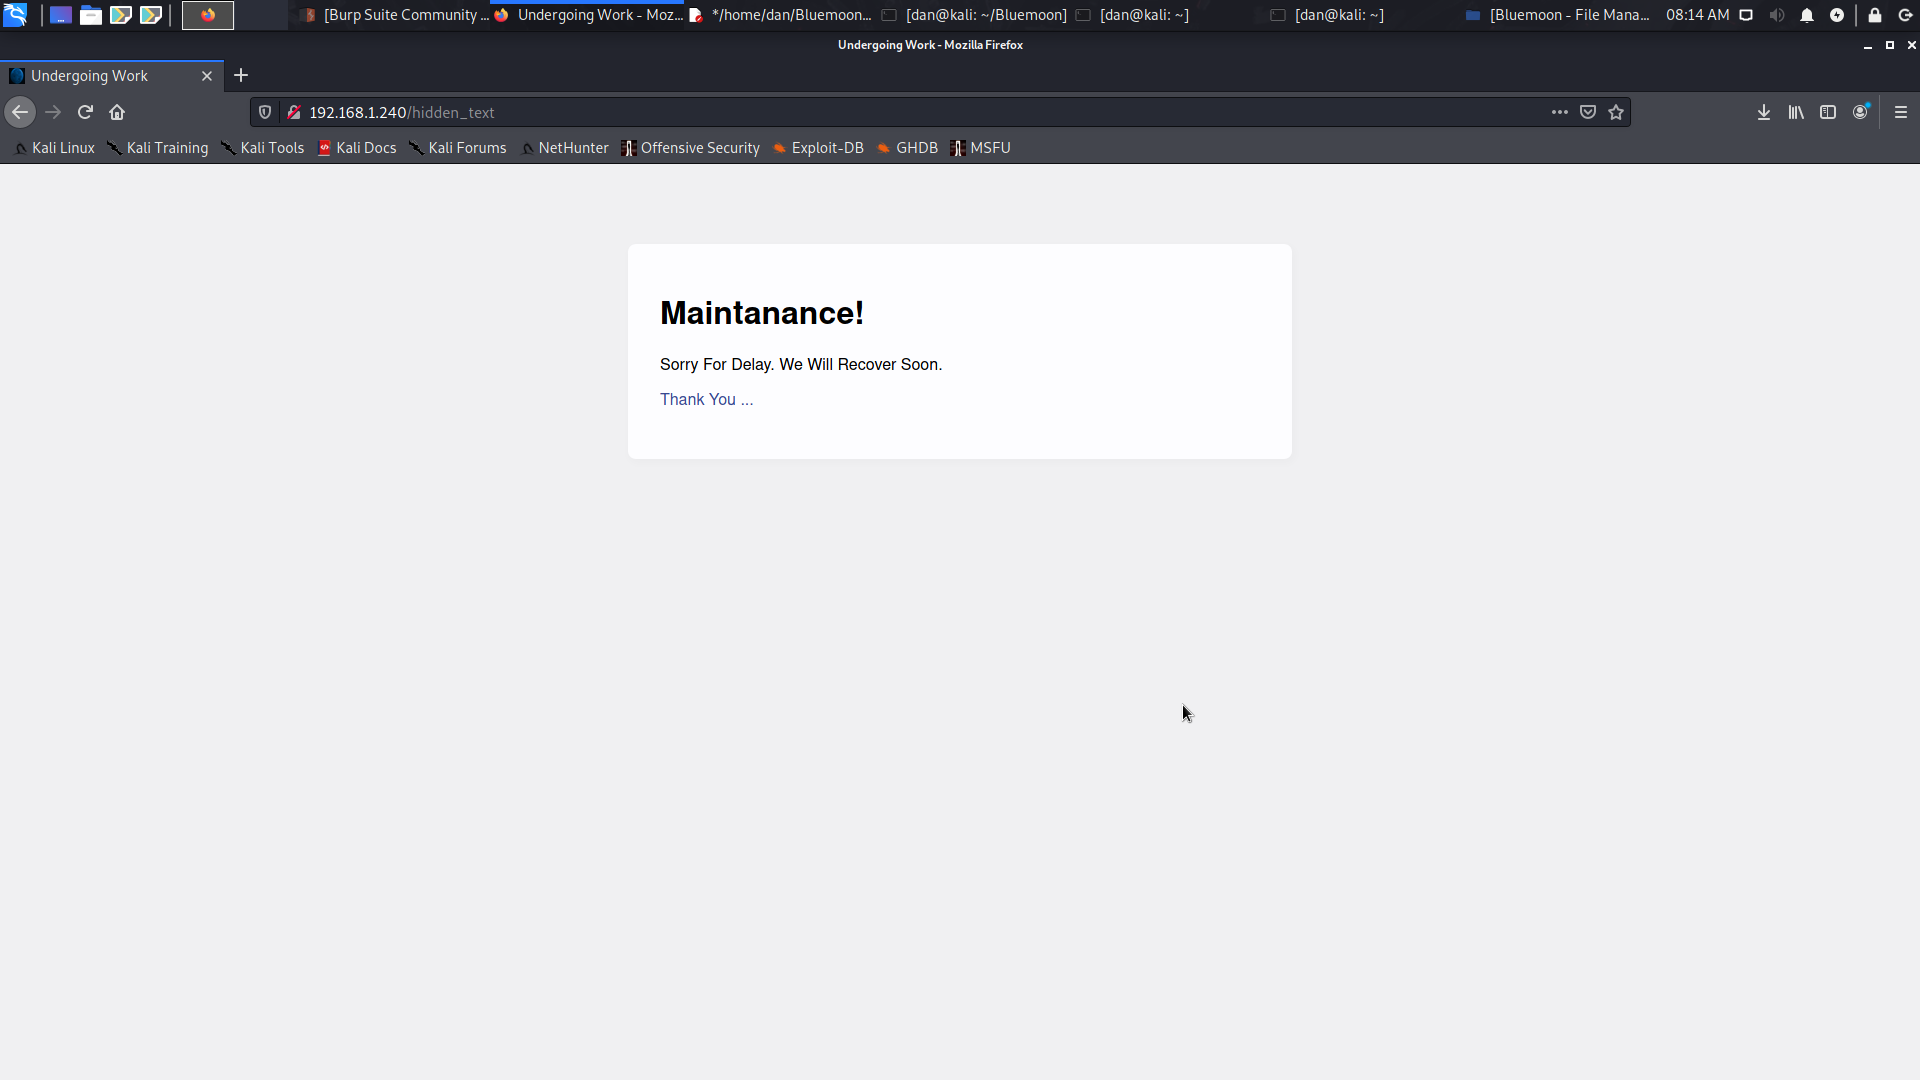 [Burp Suite Community ...
Undergoing Work - Moz...
*/home/dan/Bluemoon...
[dan@kali: ~/Bluemoon]
[dan@kali: ~]
[dan@kali: ~]
[Bluemoon - File Mana...
08:14 AM
Undergoing Work - Mozilla Firefox
Undergoing Work
192.168.1.240/hidden_text
Kali Linux
Kali Training
Kali Tools
Kali Docs
Kali Forums
NetHunter
Offensive Security
Exploit-DB
GHDB
MSFU
Maintanance!
Sorry For Delay. We Will Recover Soon.
Thank You ...